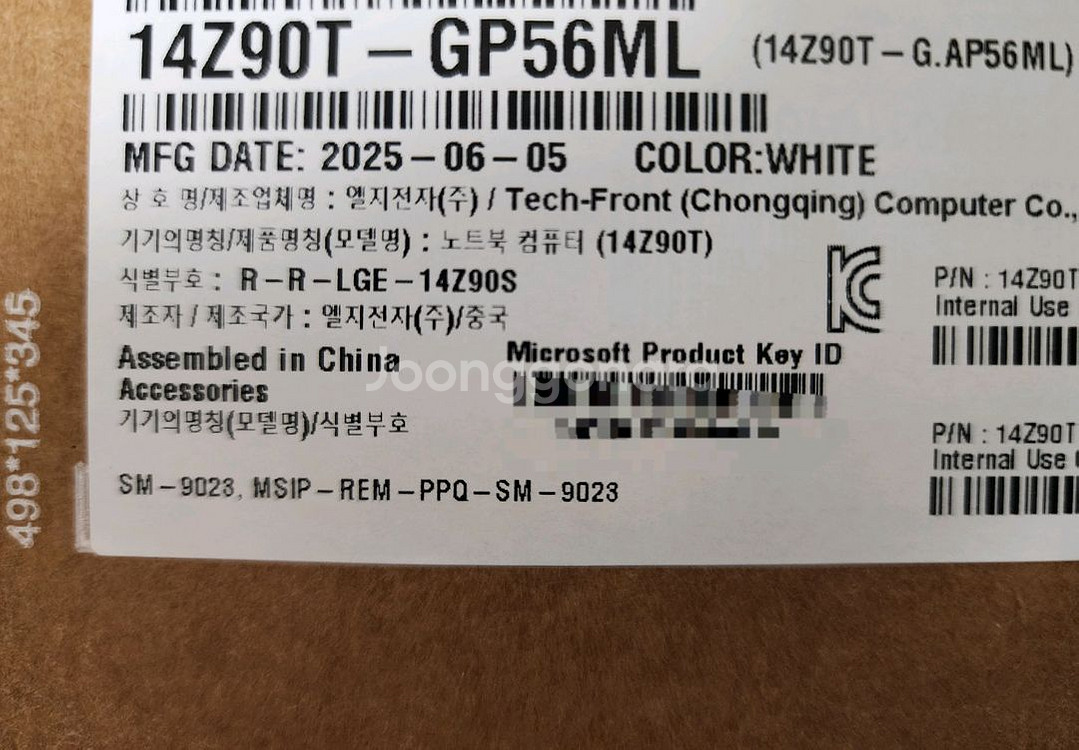 14Z90T – GP56ML (14Z90T – G.AP56ML)
MFG DATE: 2025 – 06 – 05 COLOR:WHITE
상 호 명/제조업체명 : 엘지전자(주) / Tech-Front (Chongqing) Computer Co.,
기기의명칭/제품명칭(모델명) : 노트북 컴퓨터 (14Z90T)
식별부호 : R – R – LGE – 14Z90S
제조자 / 제조국가 : 엘지전자(주)/중국
Assembled in China
Accessories
기기의명칭(모델명)/식별부호
SM – 9023, MSIP – REM – PPQ – SM – 9023
Microsoft Product Key ID
Joonggonara
P/N : 14Z90T
Internal Use
P/N : 14Z90T
Internal Use
498*125*345